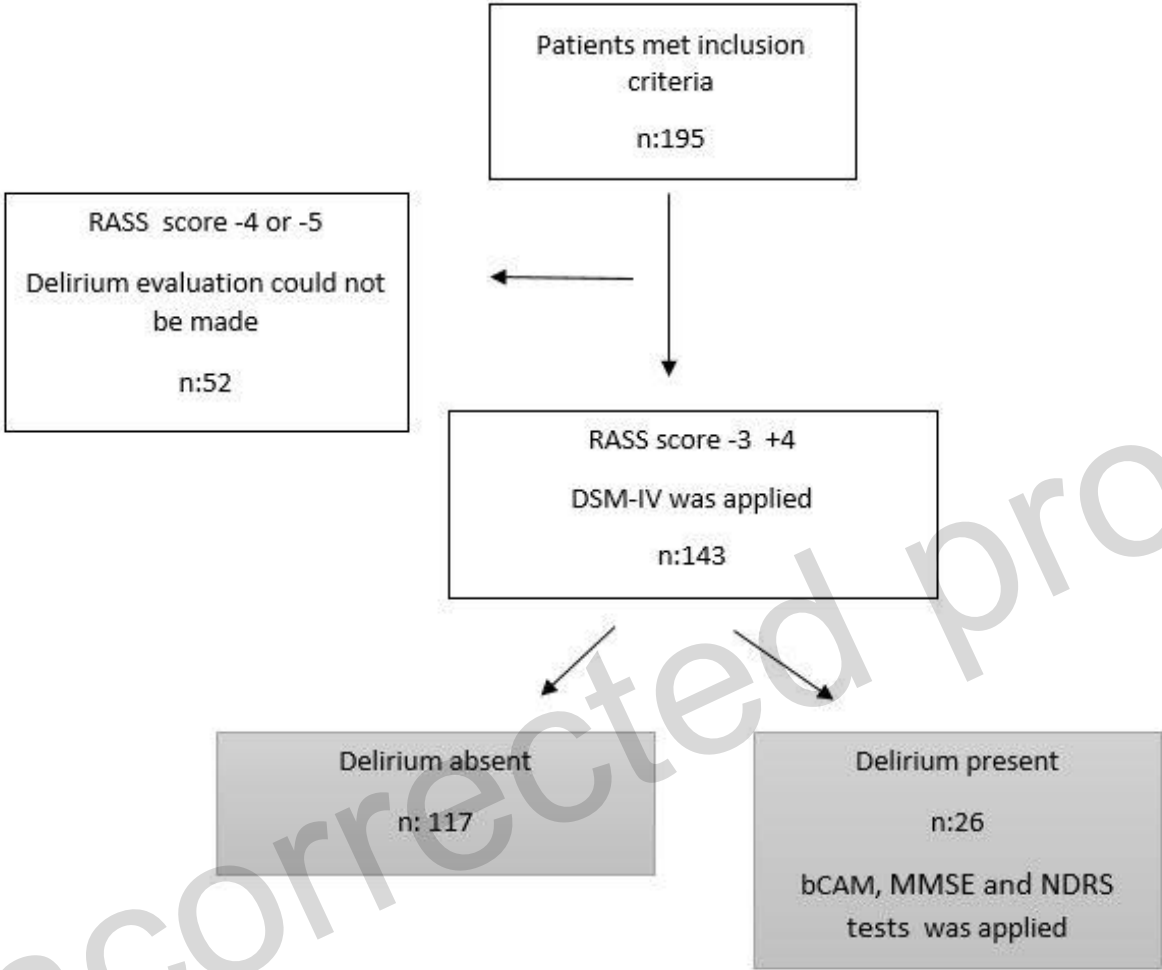 Patients met inclusion
criteria
n:195
RASS score -4 or -5
Delirium evaluation could not
be made
n:52
RASS score -3 +4
DSM-IV was applied
n:143
Delirium absent
n: 117
Delirium present
n:26
bCAM, MMSE and NDRS
tests was applied
corrected pro